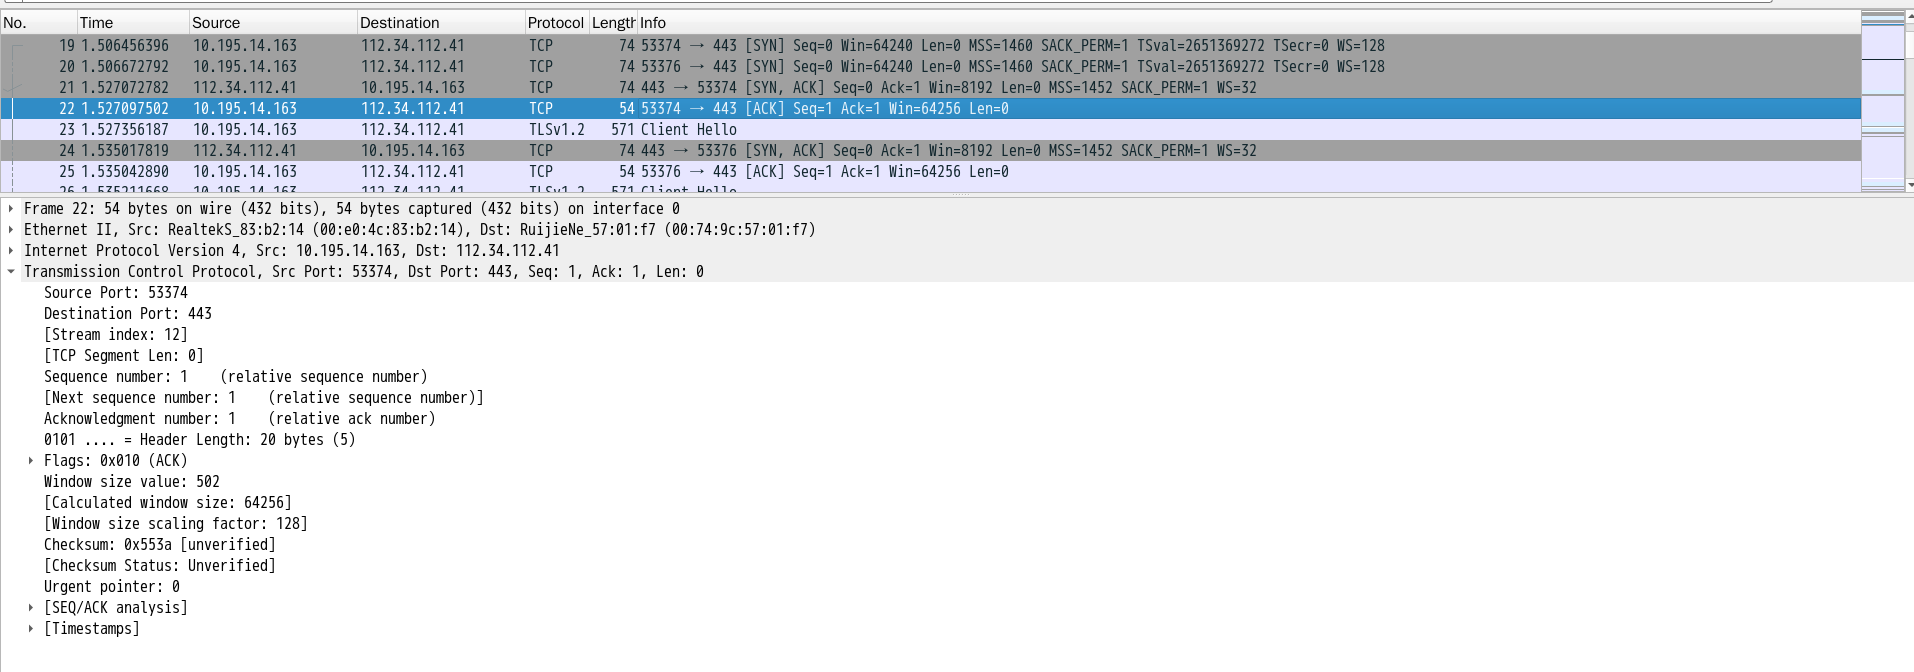 No. Time Source Destination Protocol Length Info
19 1.506456396 10.195.14.163 112.34.112.41 TCP 74 53374 → 443 [SYN] Seq=0 Win=64240 Len=0 MSS=1460 SACK_PERM=1 TSval=2651369272 TSecr=0 WS=128
20 1.506672792 10.195.14.163 112.34.112.41 TCP 74 53376 → 443 [SYN] Seq=0 Win=64240 Len=0 MSS=1460 SACK_PERM=1 TSval=2651369272 TSecr=0 WS=128
21 1.527072782 112.34.112.41 10.195.14.163 TCP 74 443 → 53374 [SYN, ACK] Seq=0 Ack=1 Win=8192 Len=0 MSS=1452 SACK_PERM=1 WS=32
22 1.527097502 10.195.14.163 112.34.112.41 TCP 54 53374 → 443 [ACK] Seq=1 Ack=1 Win=64256 Len=0
23 1.527356187 10.195.14.163 112.34.112.41 TLSv1.2 571 Client Hello
24 1.535017819 112.34.112.41 10.195.14.163 TCP 74 443 → 53376 [SYN, ACK] Seq=0 Ack=1 Win=8192 Len=0 MSS=1452 SACK_PERM=1 WS=32
25 1.535042890 10.195.14.163 112.34.112.41 TCP 54 53376 → 443 [ACK] Seq=1 Ack=1 Win=64256 Len=0
26 1.535211668 10.195.14.163 112.34.112.41 TLSv1.2 571 Client Hello
Frame 22: 54 bytes on wire (432 bits), 54 bytes captured (432 bits) on interface 0
Ethernet II, Src: RealtekS_83:b2:14 (00:e0:4c:83:b2:14), Dst: RuijieNe_57:01:f7 (00:74:9c:57:01:f7)
Internet Protocol Version 4, Src: 10.195.14.163, Dst: 112.34.112.41
Transmission Control Protocol, Src Port: 53374, Dst Port: 443, Seq: 1, Ack: 1, Len: 0
Source Port: 53374
Destination Port: 443
[Stream index: 12]
[TCP Segment Len: 0]
Sequence number: 1 (relative sequence number)
[Next sequence number: 1 (relative sequence number)]
Acknowledgment number: 1 (relative ack number)
0101 .... = Header Length: 20 bytes (5)
Flags: 0x010 (ACK)
Window size value: 502
[Calculated window size: 64256]
[Window size scaling factor: 128]
Checksum: 0x553a [unverified]
[Checksum Status: Unverified]
Urgent pointer: 0
[SEQ/ACK analysis]
[Timestamps]